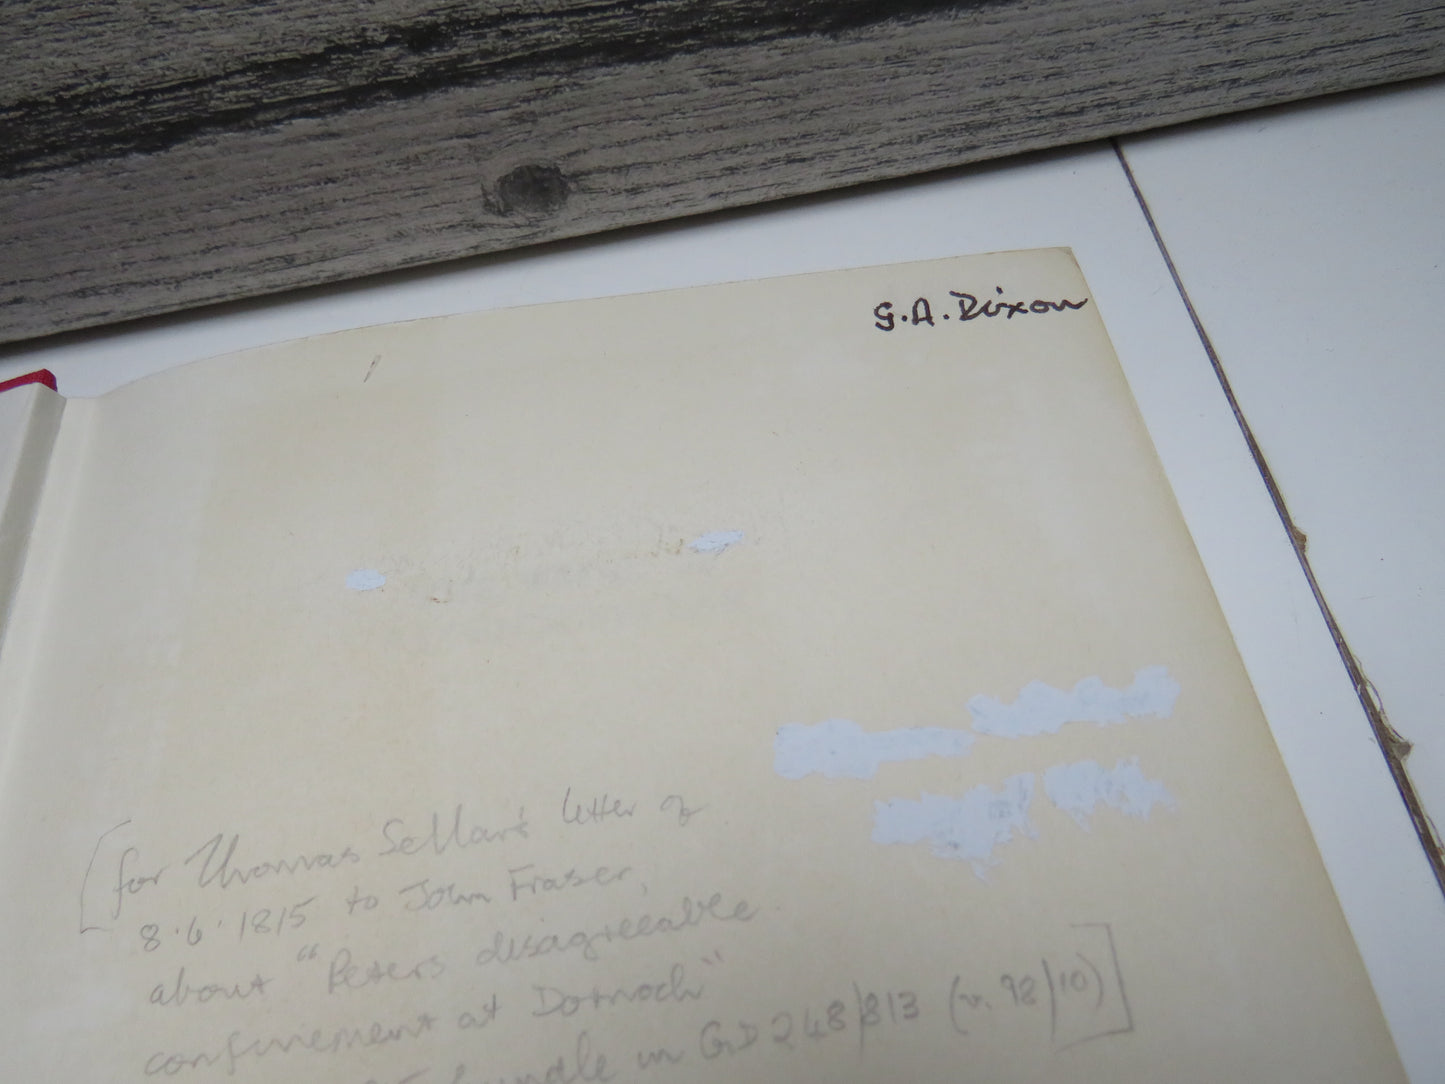 G.A. Dixon
[for Thomas Sellar's letter of
8.6.1815 to John Fraser,
about "Peters disagreeable
confinement at Dornoch"
bundle in GD 248/813 (v. 98/10)]